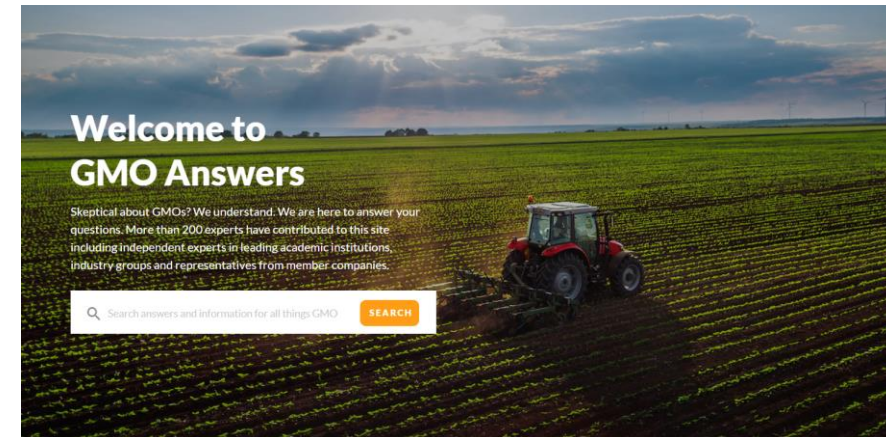 Welcome to
GMO Answers
Skeptical about GMOs? We understand. We are here to answer your
questions. More than 200 experts have contributed to this site
including independent experts in leading academic institutions,
industry groups and representatives from member companies.
Search answers and information for all things GMO
SEARCH